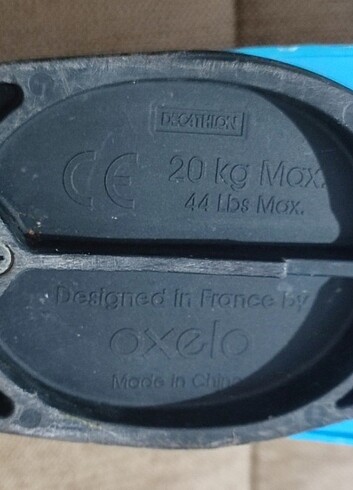 DECATHLON
CE 20 kg Max.
44 Lbs Max.
Designed in France by
oxelo
Made in China